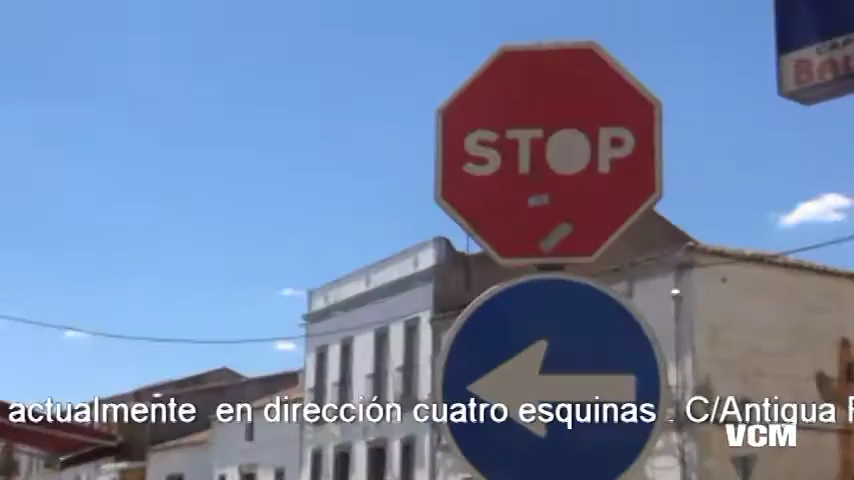 STOP
actualmente en dirección cuatro esquinas . C/Antigua
VCM